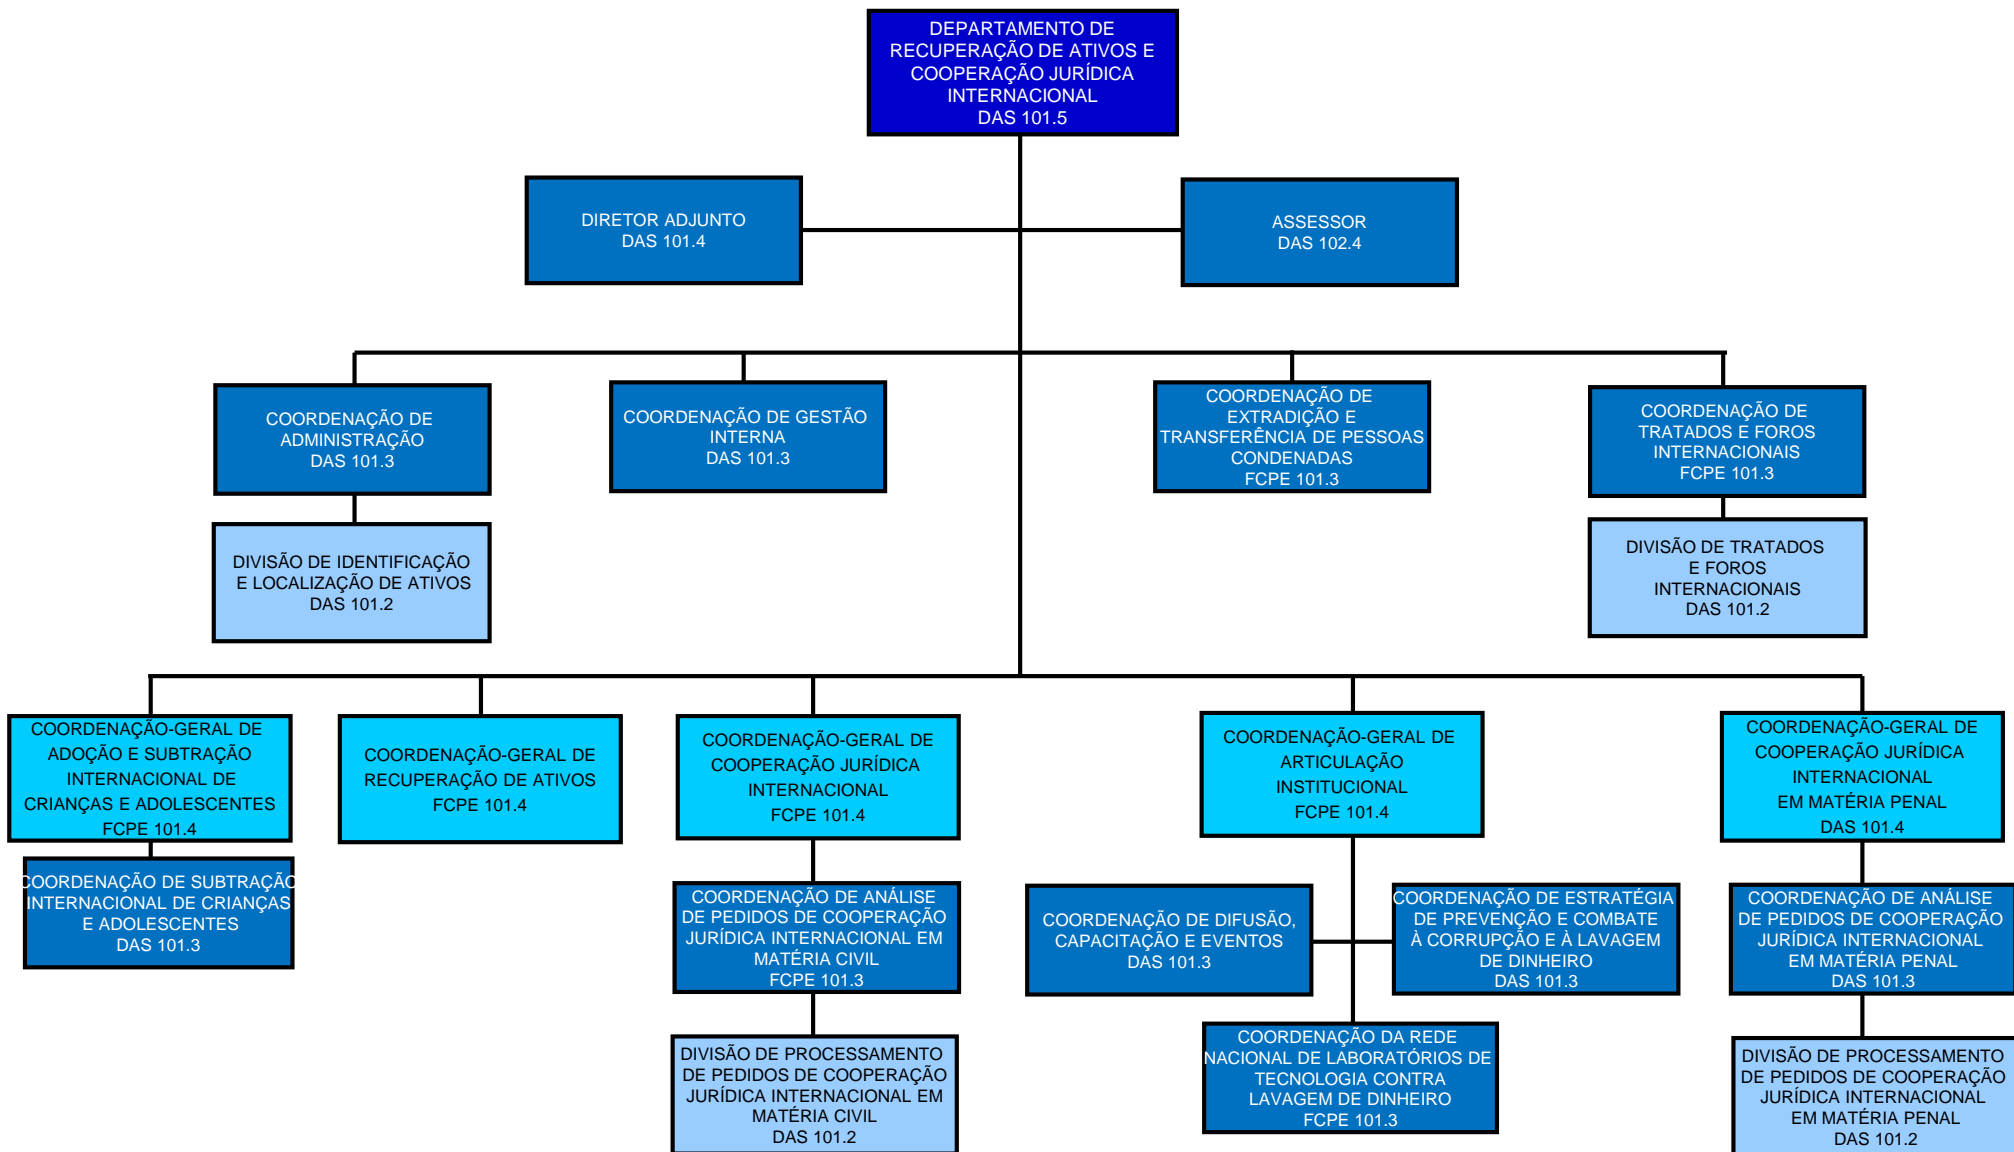 DEPARTAMENTO DE
RECUPERAÇÃO DE ATIVOS E
COOPERAÇÃO JURÍDICA
INTERNACIONAL
DAS 101.5
DIRETOR ADJUNTO
DAS 101.4
ASSESSOR
DAS 102.4
COORDENAÇÃO DE
ADMINISTRAÇÃO
DAS 101.3
COORDENAÇÃO DE GESTÃO
INTERNA
DAS 101.3
COORDENAÇÃO DE
EXTRADIÇÃO E
TRANSFERÊNCIA DE PESSOAS
CONDENADAS
FCPE 101.3
COORDENAÇÃO DE
TRATADOS E FOROS
INTERNACIONAIS
FCPE 101.3
DIVISÃO DE IDENTIFICAÇÃO
E LOCALIZAÇÃO DE ATIVOS
DAS 101.2
DIVISÃO DE TRATADOS
E FOROS
INTERNACIONAIS
DAS 101.2
COORDENAÇÃO-GERAL DE
ADOÇÃO E SUBTRAÇÃO
INTERNACIONAL DE
CRIANÇAS E ADOLESCENTES
FCPE 101.4
COORDENAÇÃO-GERAL DE
RECUPERAÇÃO DE ATIVOS
FCPE 101.4
COORDENAÇÃO-GERAL DE
COOPERAÇÃO JURÍDICA
INTERNACIONAL
FCPE 101.4
COORDENAÇÃO-GERAL DE
ARTICULAÇÃO
INSTITUCIONAL
FCPE 101.4
COORDENAÇÃO-GERAL DE
COOPERAÇÃO JURÍDICA
INTERNACIONAL
EM MATÉRIA PENAL
DAS 101.4
COORDENAÇÃO DE SUBTRAÇÃO
INTERNACIONAL DE CRIANÇAS
E ADOLESCENTES
DAS 101.3
COORDENAÇÃO DE ANÁLISE
DE PEDIDOS DE COOPERAÇÃO
JURÍDICA INTERNACIONAL EM
MATÉRIA CIVIL
FCPE 101.3
COORDENAÇÃO DE DIFUSÃO,
CAPACITAÇÃO E EVENTOS
DAS 101.3
COORDENAÇÃO DE ESTRATÉGIA
DE PREVENÇÃO E COMBATE
À CORRUPÇÃO E À LAVAGEM
DE DINHEIRO
DAS 101.3
COORDENAÇÃO DE ANÁLISE
DE PEDIDOS DE COOPERAÇÃO
JURÍDICA INTERNACIONAL
EM MATÉRIA PENAL
DAS 101.3
DIVISÃO DE PROCESSAMENTO
DE PEDIDOS DE COOPERAÇÃO
JURÍDICA INTERNACIONAL EM
MATÉRIA CIVIL
DAS 101.2
COORDENAÇÃO DA REDE
NACIONAL DE LABORATÓRIOS DE
TECNOLOGIA CONTRA
LAVAGEM DE DINHEIRO
FCPE 101.3
DIVISÃO DE PROCESSAMENTO
DE PEDIDOS DE COOPERAÇÃO
JURÍDICA INTERNACIONAL
EM MATÉRIA PENAL
DAS 101.2